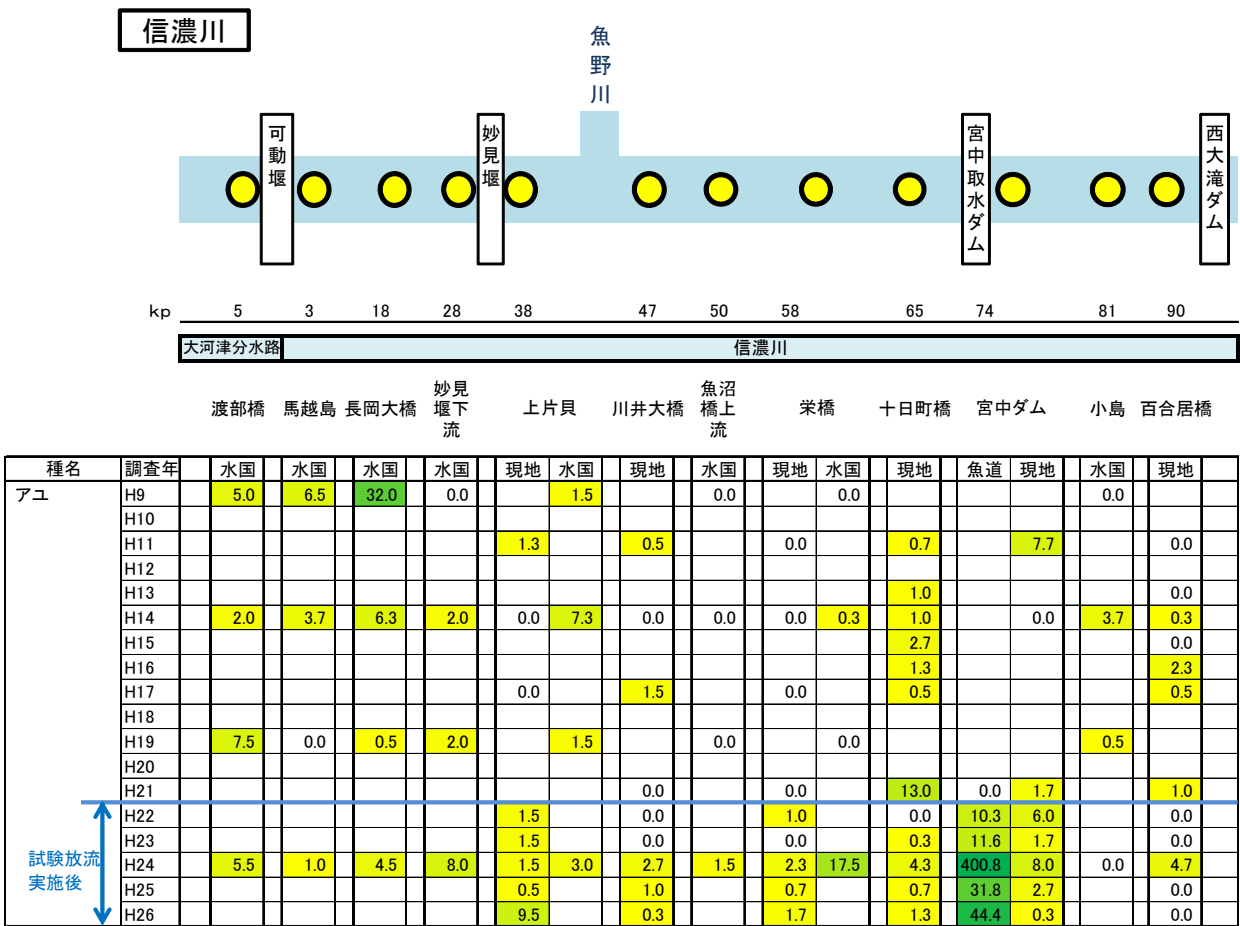 信濃川
魚野川
可動堰
妙見堰
宮中取水ダム
西大滝ダム
kp 5 3 18 28 38 47 50 58 65 74 81 90
大河津分水路 信濃川
渡部橋 馬越島 長岡大橋 妙見堰下流 上片貝 川井大橋 魚沼橋上流 栄橋 十日町橋 宮中ダム 小島 百合居橋
種名 調査年 水国 水国 水国 水国 現地 水国 現地 水国 現地 水国 現地 魚道 現地 水国 現地
アユ H9 5.0 6.5 32.0 0.0 1.5 0.0 0.0 0.0
H10
H11 1.3 0.5 0.0 0.7 7.7 0.0
H12
H13 1.0 0.0
H14 2.0 3.7 6.3 2.0 0.0 7.3 0.0 0.0 0.0 0.3 1.0 0.0 3.7 0.3
H15 2.7 0.0
H16 1.3 2.3
H17 0.0 1.5 0.0 0.5 0.5
H18
H19 7.5 0.0 0.5 2.0 1.5 0.0 0.0 0.5
H20
H21 0.0 0.0 13.0 0.0 1.7 1.0
H22 1.5 0.0 1.0 0.0 10.3 6.0 0.0
H23 1.5 0.0 0.0 0.3 11.6 1.7 0.0
H24 5.5 1.0 4.5 8.0 1.5 3.0 2.7 1.5 2.3 17.5 4.3 400.8 8.0 0.0 4.7
H25 0.5 1.0 0.7 0.7 31.8 2.7 0.0
H26 9.5 0.3 1.7 1.3 44.4 0.3 0.0
試験放流
実施後